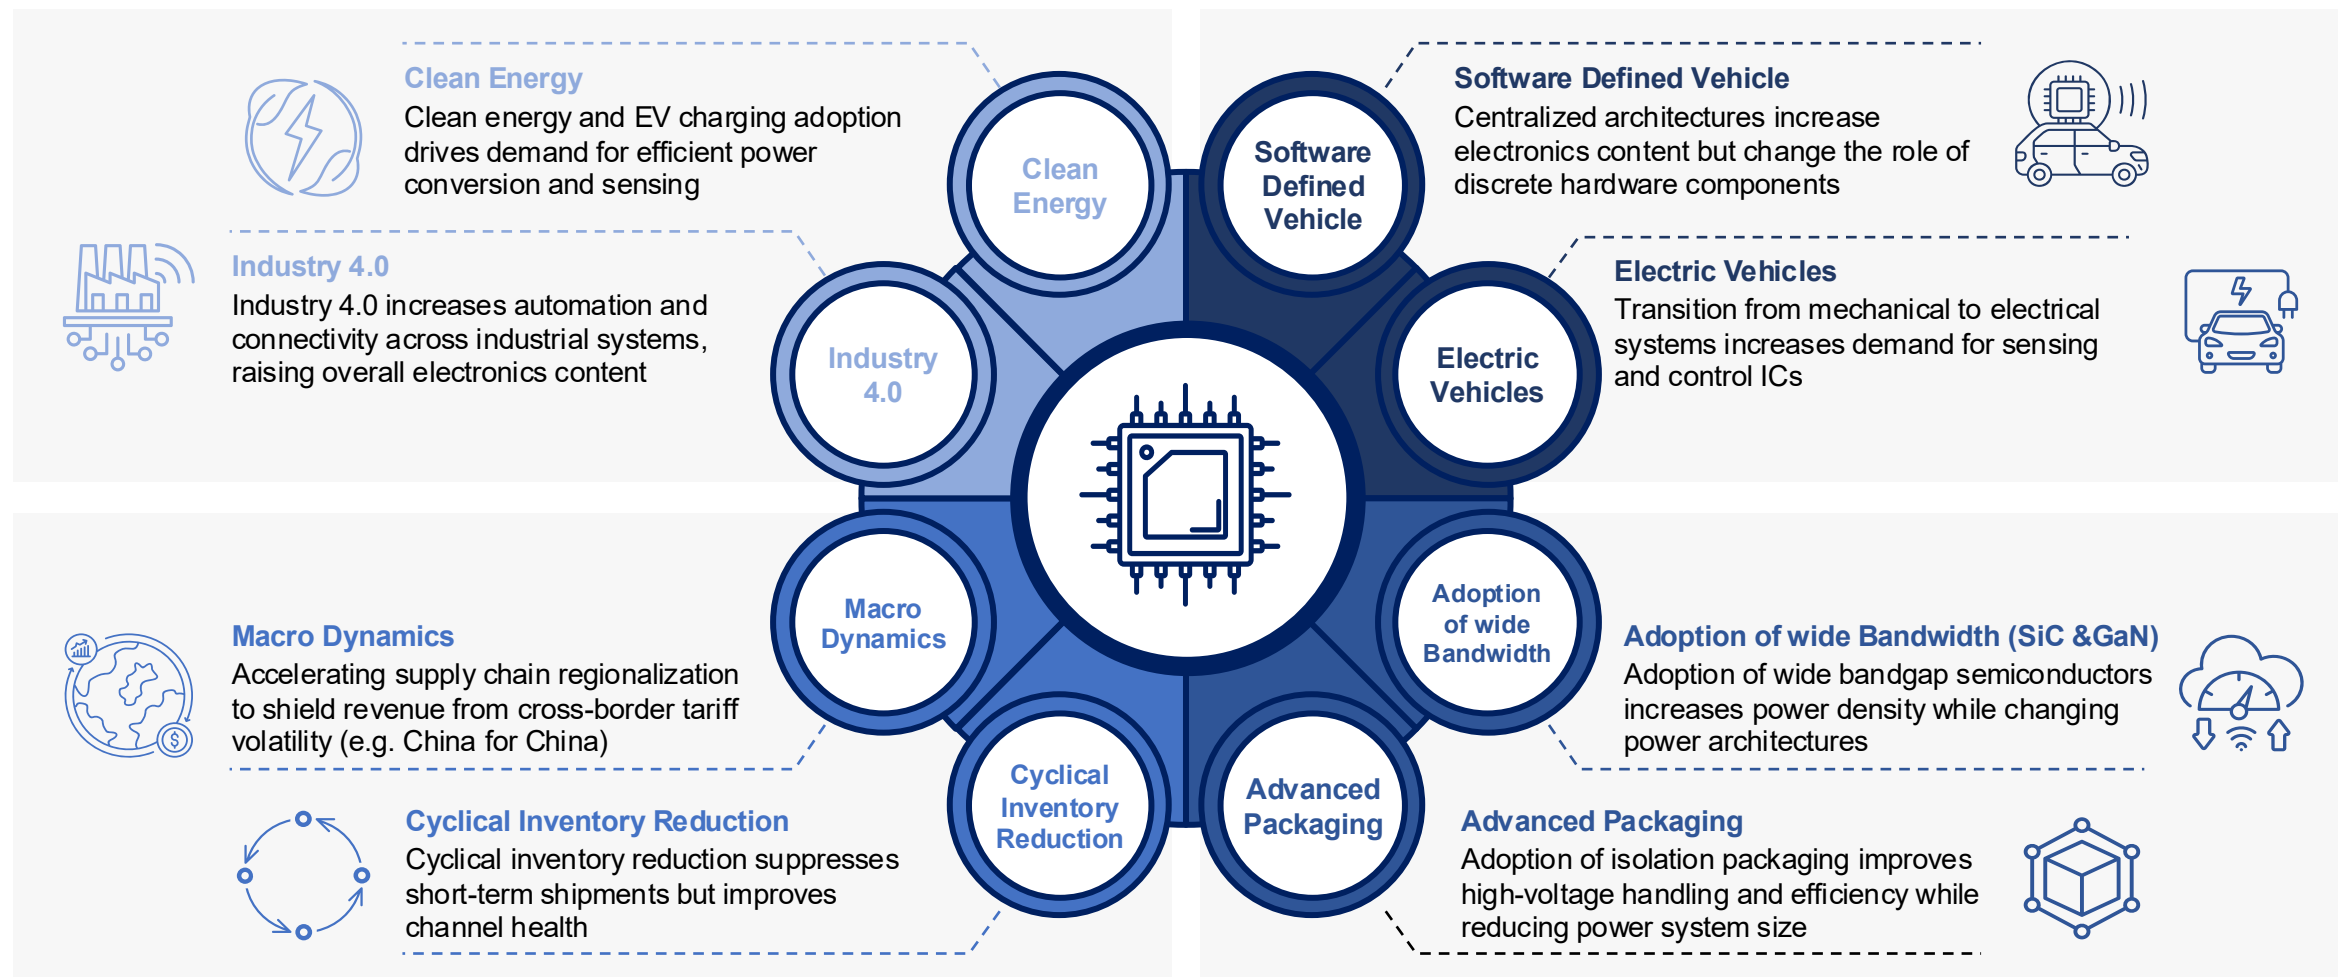 Clean Energy
Clean energy and EV charging adoption
drives demand for efficient power
conversion and sensing
Industry 4.0
Industry 4.0 increases automation and
connectivity across industrial systems,
raising overall electronics content
Clean
Energy
Industry
4.0
Software
Defined
Vehicle
Electric
Vehicles
Software Defined Vehicle
Centralized architectures increase
electronics content but change the role of
discrete hardware components
Electric Vehicles
Transition from mechanical to electrical
systems increases demand for sensing
and control ICs
Macro Dynamics
Accelerating supply chain regionalization
to shield revenue from cross-border tariff
volatility (e.g. China for China)
$
Cyclical Inventory Reduction
Cyclical inventory reduction suppresses
short-term shipments but improves
channel health
Macro
Dynamics
Cyclical
Inventory
Reduction
Adoption
of wide
Bandwidth
Advanced
Packaging
Adoption of wide Bandwidth (SiC &GaN)
Adoption of wide bandgap semiconductors
increases power density while changing
power architectures
Advanced Packaging
Adoption of isolation packaging improves
high-voltage handling and efficiency while
reducing power system size